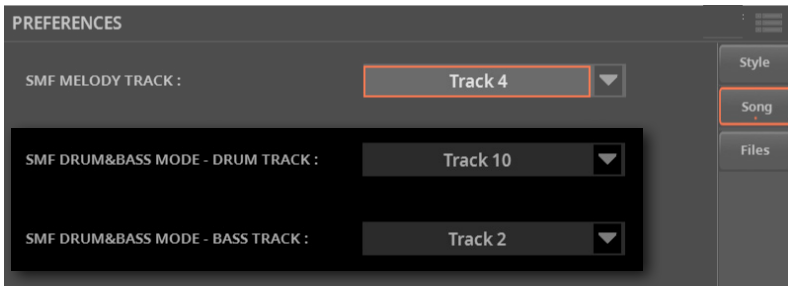 PREFERENCES
SMF MELODY TRACK :
Track 4
Style
Song
SMF DRUM&BASS MODE - DRUM TRACK :
Track 10
Files
SMF DRUM&BASS MODE - BASS TRACK :
Track 2